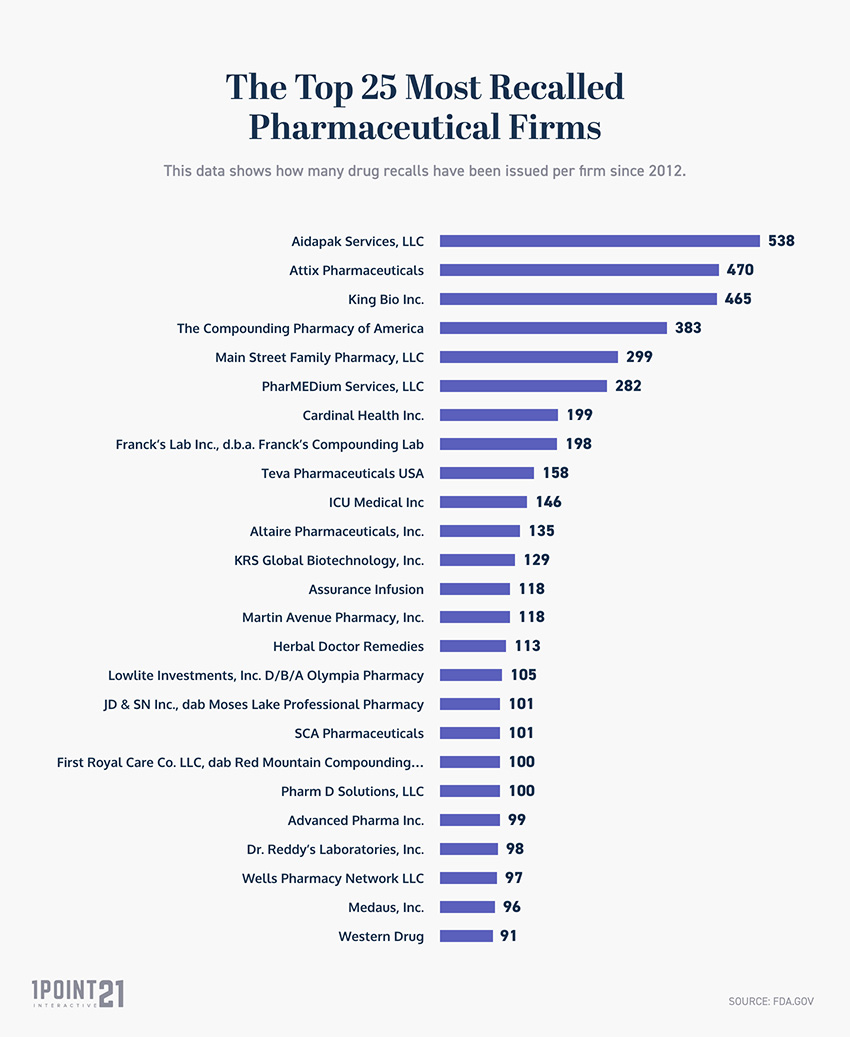 The Top 25 Most Recalled
Pharmaceutical Firms
This data shows how many drug recalls have been issued per firm since 2012.
Aidapak Services, LLC 538
Attix Pharmaceuticals 470
King Bio Inc. 465
The Compounding Pharmacy of America 383
Main Street Family Pharmacy, LLC 299
PharMEDium Services, LLC 282
Cardinal Health Inc. 199
Franck’s Lab Inc., d.b.a. Franck’s Compounding Lab 198
Teva Pharmaceuticals USA 158
ICU Medical Inc 146
Altaire Pharmaceuticals, Inc. 135
KRS Global Biotechnology, Inc. 129
Assurance Infusion 118
Martin Avenue Pharmacy, Inc. 118
Herbal Doctor Remedies 113
Lowlite Investments, Inc. D/B/A Olympia Pharmacy 105
JD & SN Inc., dab Moses Lake Professional Pharmacy 101
SCA Pharmaceuticals 101
First Royal Care Co. LLC, dab Red Mountain Compounding... 100
Pharm D Solutions, LLC 100
Advanced Pharma Inc. 99
Dr. Reddy’s Laboratories, Inc. 98
Wells Pharmacy Network LLC 97
Medaus, Inc. 96
Western Drug 91
1POINT21
INTERACTIVE
SOURCE: FDA.GOV